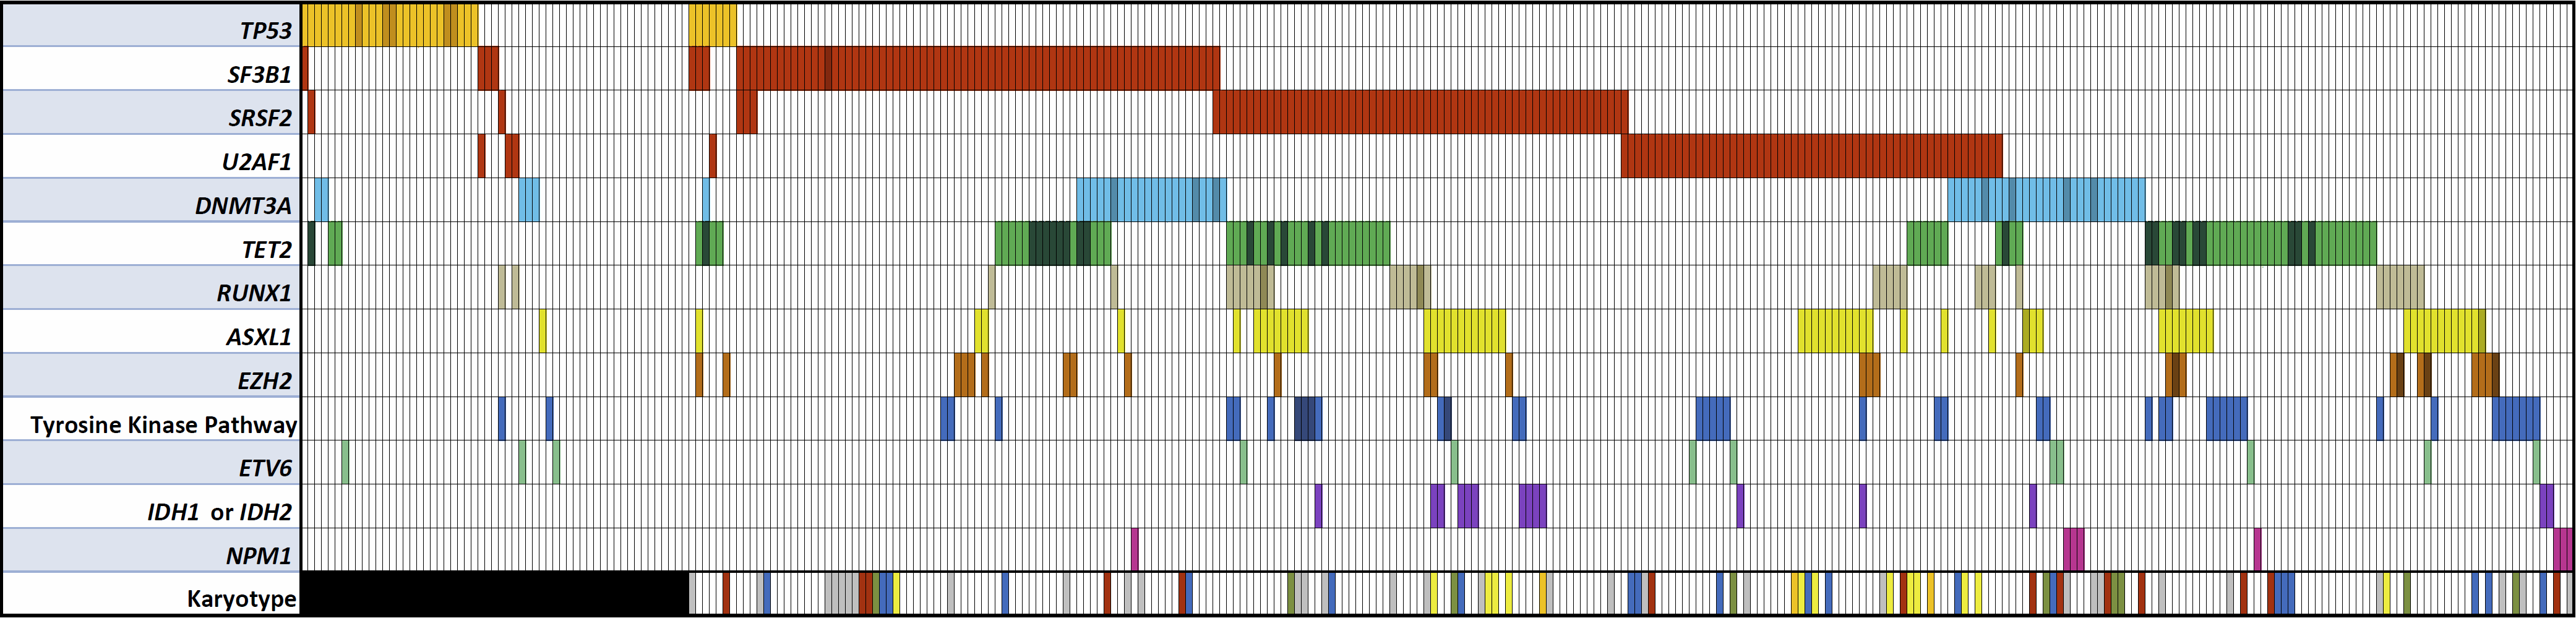 TP53
SF3B1
SRSF2
U2AF1
DNMT3A
TET2
RUNX1
ASXL1
EZH2
Tyrosine Kinase Pathway
ETV6
IDH1 or IDH2
NPM1
Karyotype